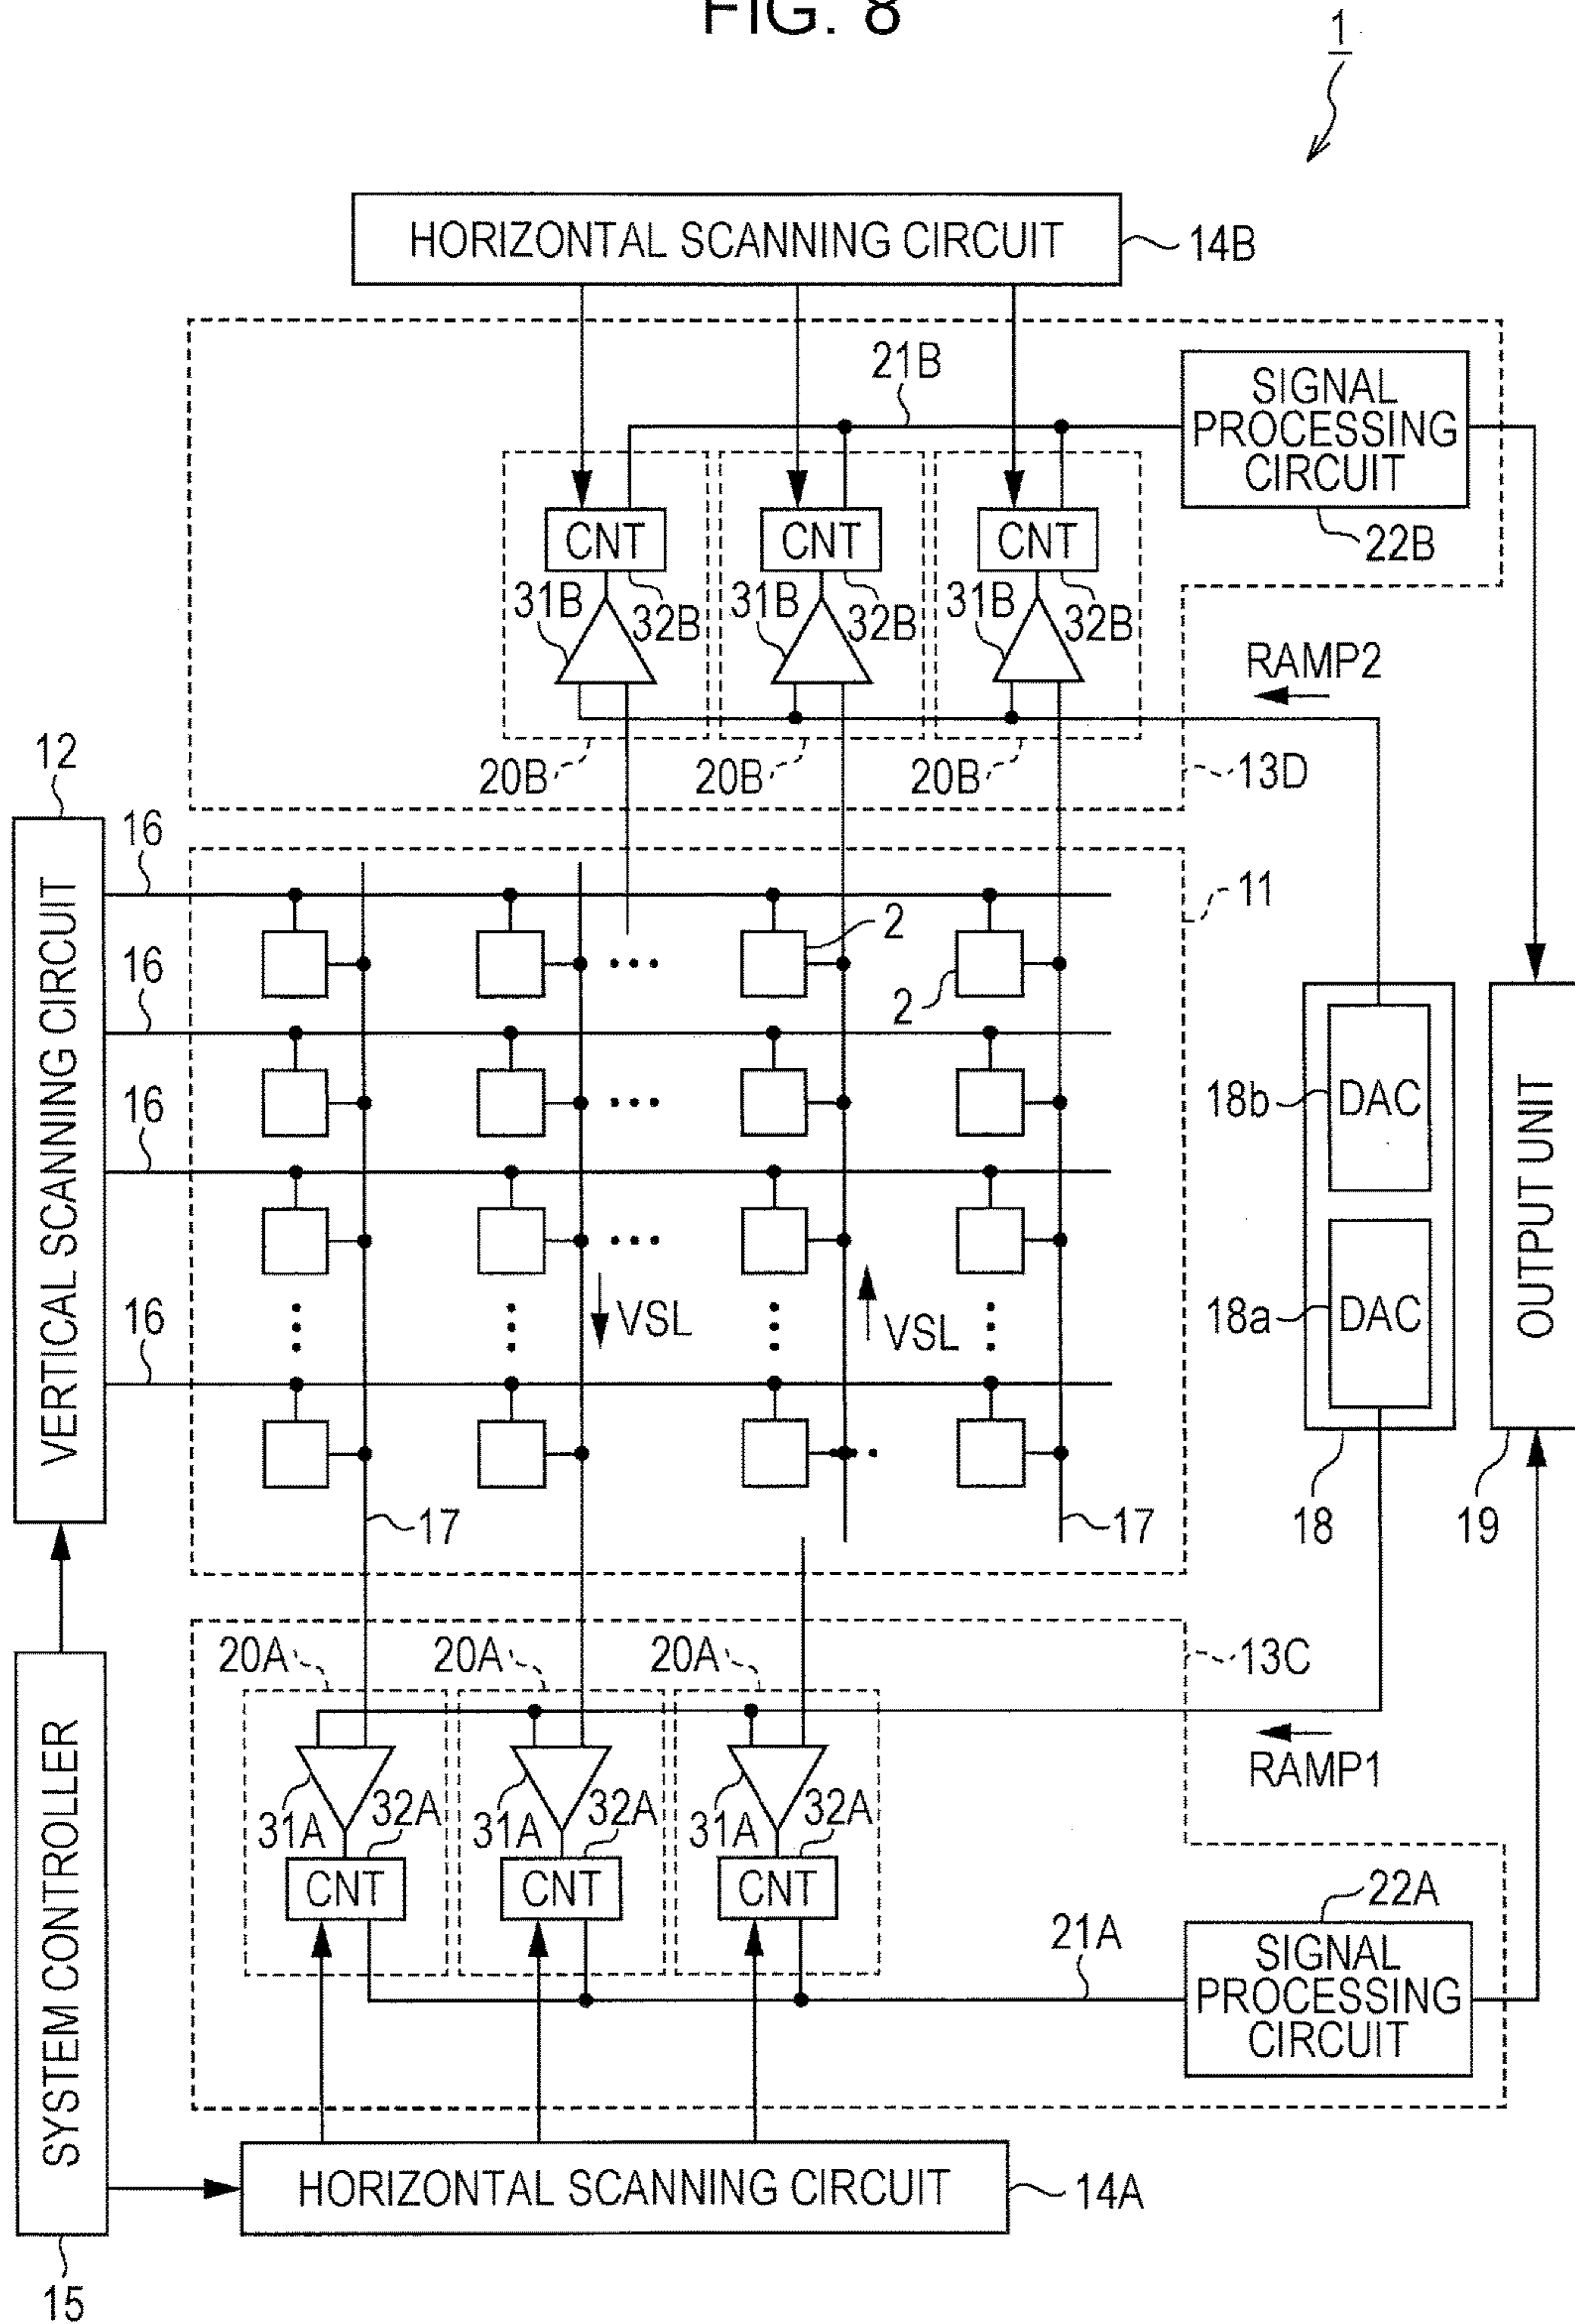 FIG. 8
1
HORIZONTAL SCANNING CIRCUIT
14B
21B
SIGNAL
PROCESSING
CIRCUIT
22B
CNT
CNT
CNT
31B
32B
31B
32B
31B
32B
RAMP2
20B
20B
20B
13D
12
VERTICAL SCANNING CIRCUIT
16
16
16
16
11
2
2
VSL
VSL
17
17
18b
DAC
18a
DAC
18
OUTPUT UNIT
19
20A
20A
20A
13C
RAMP1
31A
32A
31A
32A
31A
32A
CNT
CNT
CNT
21A
22A
SIGNAL
PROCESSING
CIRCUIT
SYSTEM CONTROLLER
15
HORIZONTAL SCANNING CIRCUIT
14A